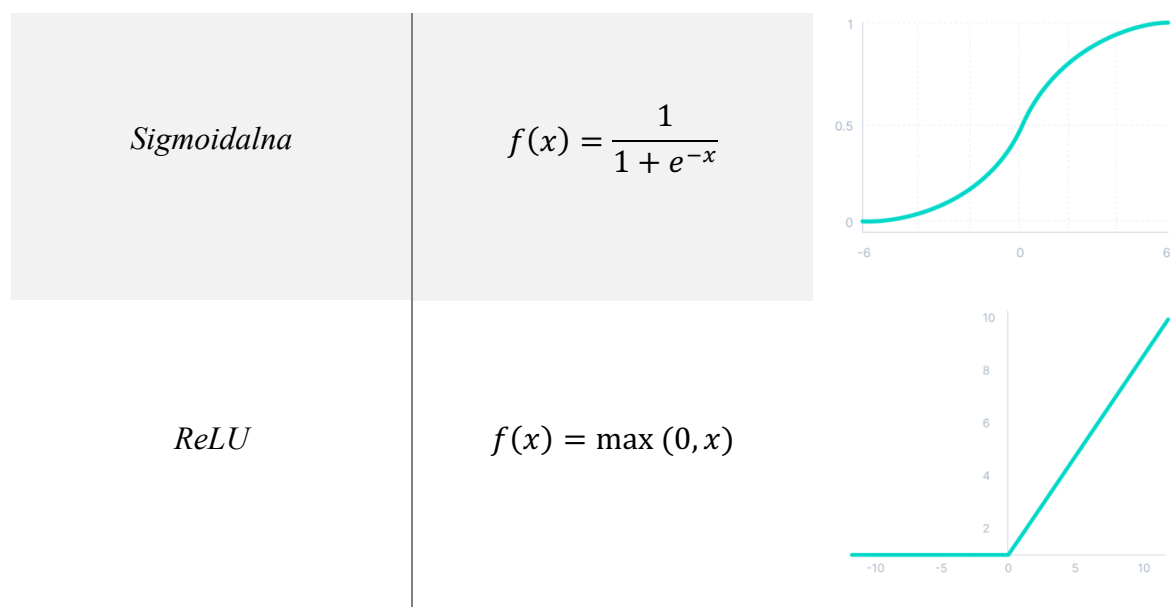 Sigmoidalna
f(x) = 1 / (1 + e^{-x})
1
0.5
0
-6 0 6
ReLU
f(x) = max (0, x)
10
8
6
4
2
-10 -5 0 5 10